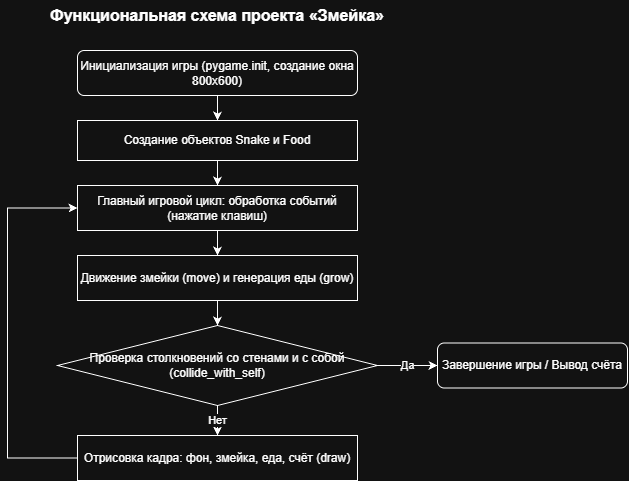 Функциональная схема проекта «Змейка»
Инициализация игры (pygame.init, создание окна
800x600)
Создание объектов Snake и Food
Главный игровой цикл: обработка событий
(нажатие клавиш)
Движение змейки (move) и генерация еды (grow)
Проверка столкновений со стенами и с собой
(collide_with_self)
Да
Завершение игры / Вывод счёта
Нет
Отрисовка кадра: фон, змейка, еда, счёт (draw)